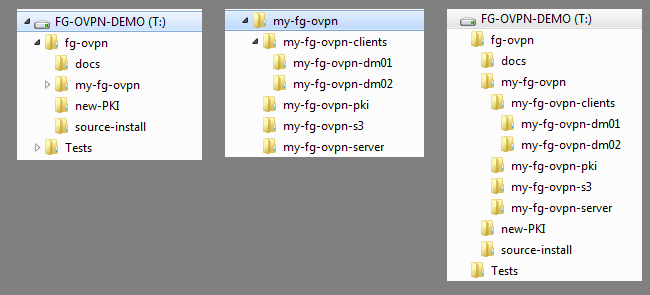 FG-OVPN-DEMO (T:)
fg-ovpn
docs
my-fg-ovpn
new-PKI
source-install
Tests
my-fg-ovpn
my-fg-ovpn-clients
my-fg-ovpn-dm01
my-fg-ovpn-dm02
my-fg-ovpn-pki
my-fg-ovpn-s3
my-fg-ovpn-server
FG-OVPN-DEMO (T:)
fg-ovpn
docs
my-fg-ovpn
my-fg-ovpn-clients
my-fg-ovpn-dm01
my-fg-ovpn-dm02
my-fg-ovpn-pki
my-fg-ovpn-s3
my-fg-ovpn-server
new-PKI
source-install
Tests